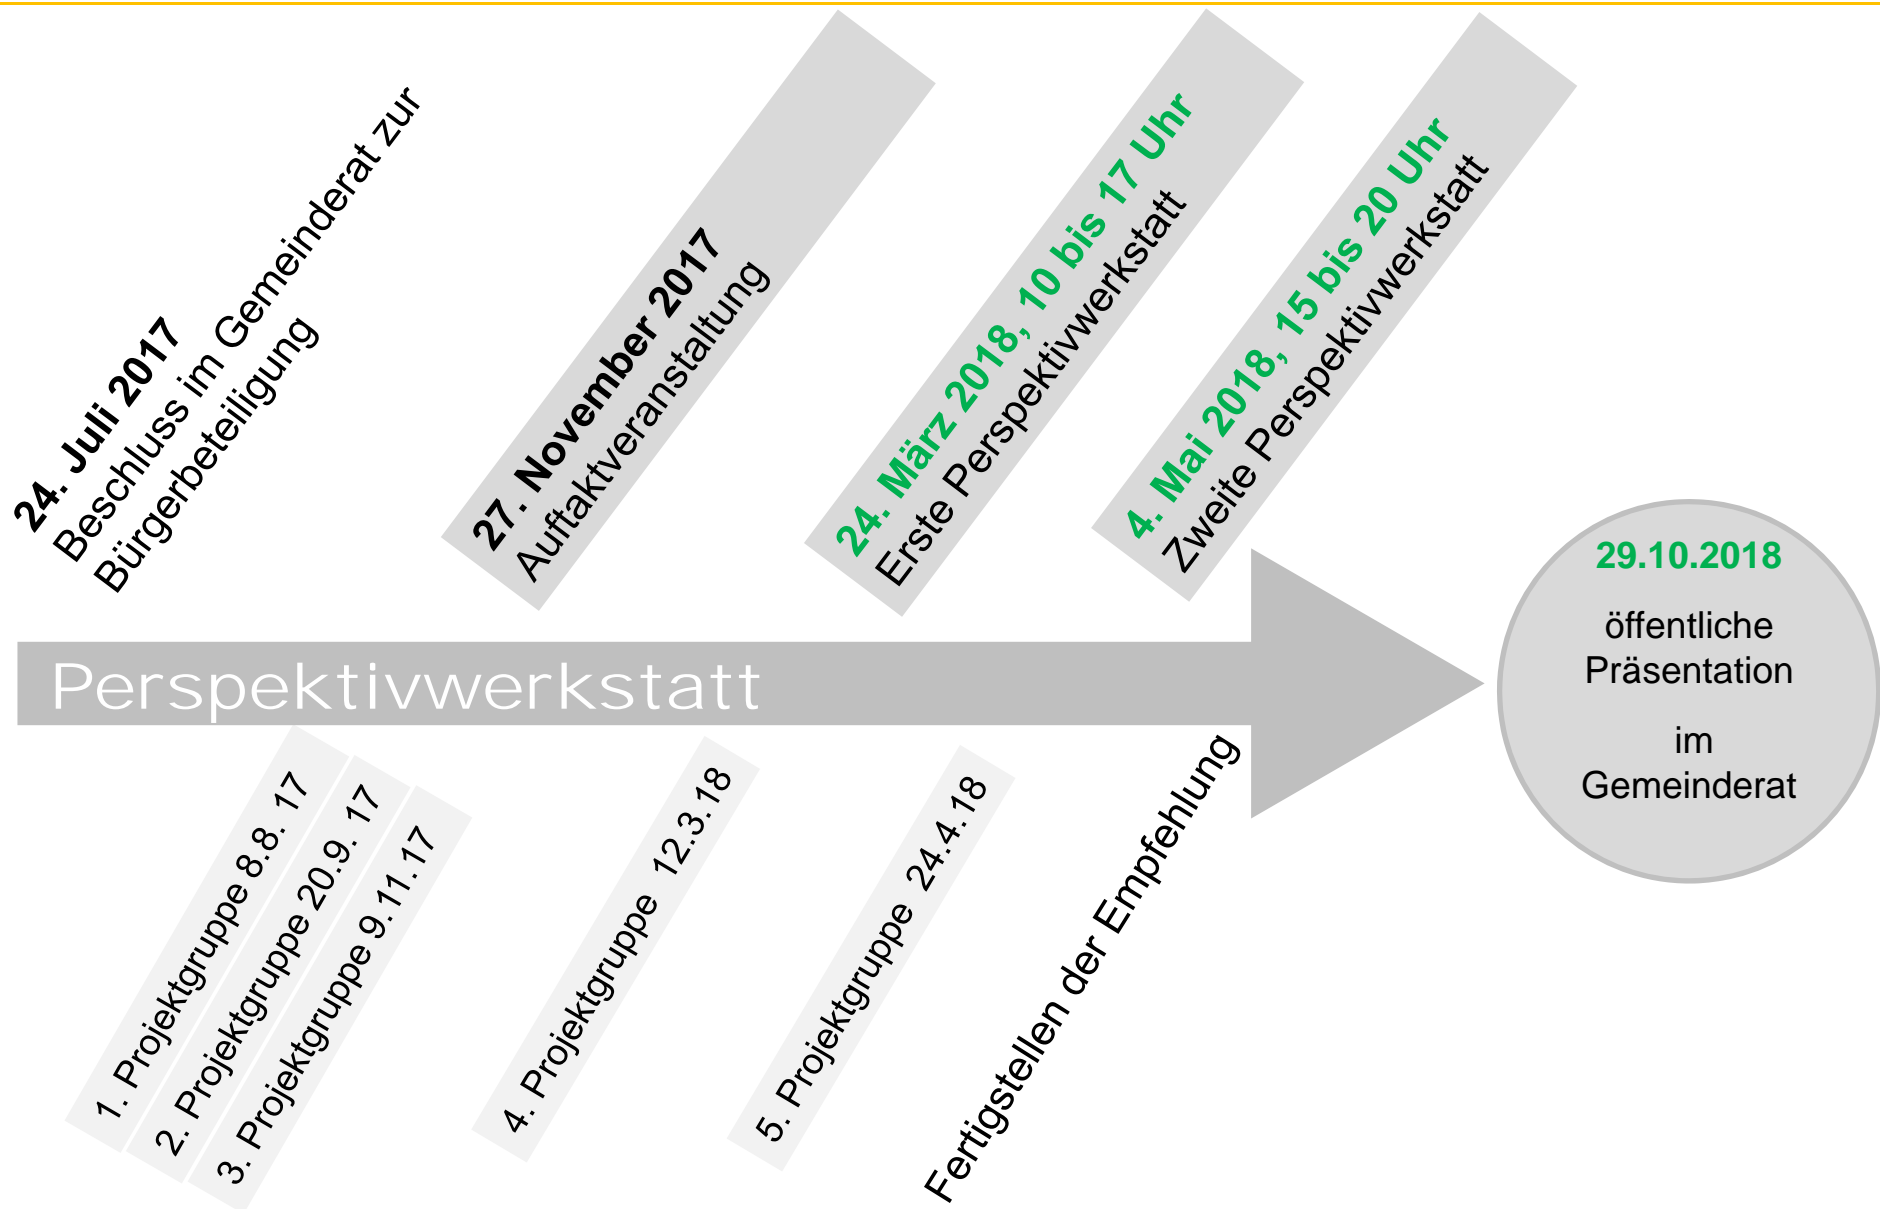 24. Juli 2017
Beschluss im Gemeinderat zur
Bürgerbeteiligung
27. November 2017
Auftaktveranstaltung
24. März 2018, 10 bis 17 Uhr
Erste Perspektivwerkstatt
4. Mai 2018, 15 bis 20 Uhr
Zweite Perspektivwerkstatt
Perspektivwerkstatt
29.10.2018
öffentliche
Präsentation
im
Gemeinderat
1. Projektgruppe 8.8. 17
2. Projektgruppe 20.9. 17
3. Projektgruppe 9.11.17
4. Projektgruppe 12.3.18
5. Projektgruppe 24.4.18
Fertigstellen der Empfehlung